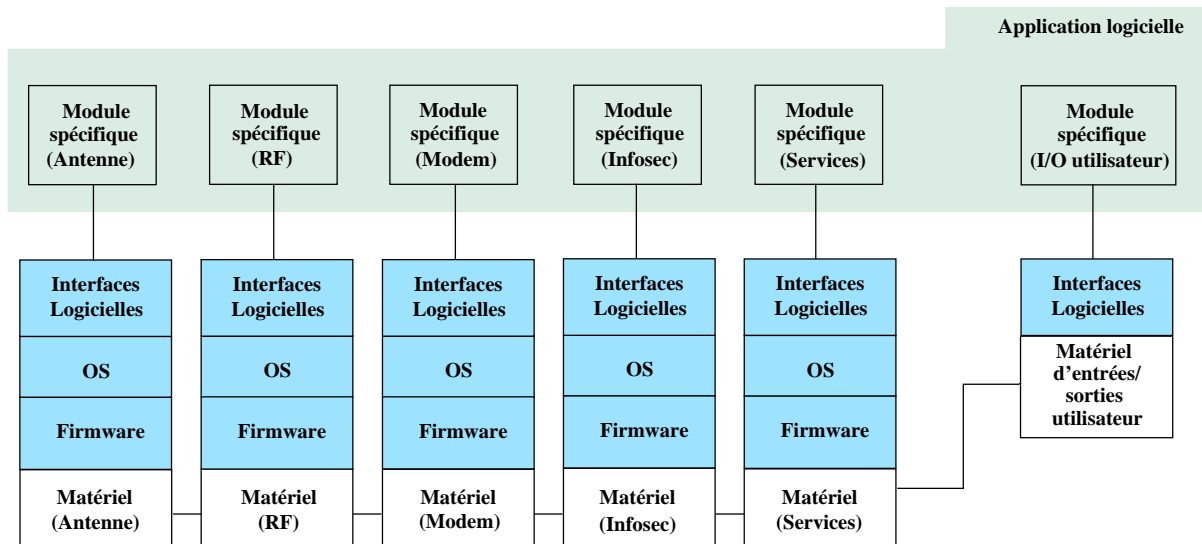 Application logicielle
Module
spécifique
(Antenne)
Module
spécifique
(RF)
Module
spécifique
(Modem)
Module
spécifique
(Infosec)
Module
spécifique
(Services)
Module
spécifique
(I/O utilisateur)
Interfaces
Logicielles
OS
Firmware
Matériel
(Antenne)
Interfaces
Logicielles
OS
Firmware
Matériel
(RF)
Interfaces
Logicielles
OS
Firmware
Matériel
(Modem)
Interfaces
Logicielles
OS
Firmware
Matériel
(Infosec)
Interfaces
Logicielles
OS
Firmware
Matériel
(Services)
Interfaces
Logicielles
Matériel
d’entrées/
sorties
utilisateur